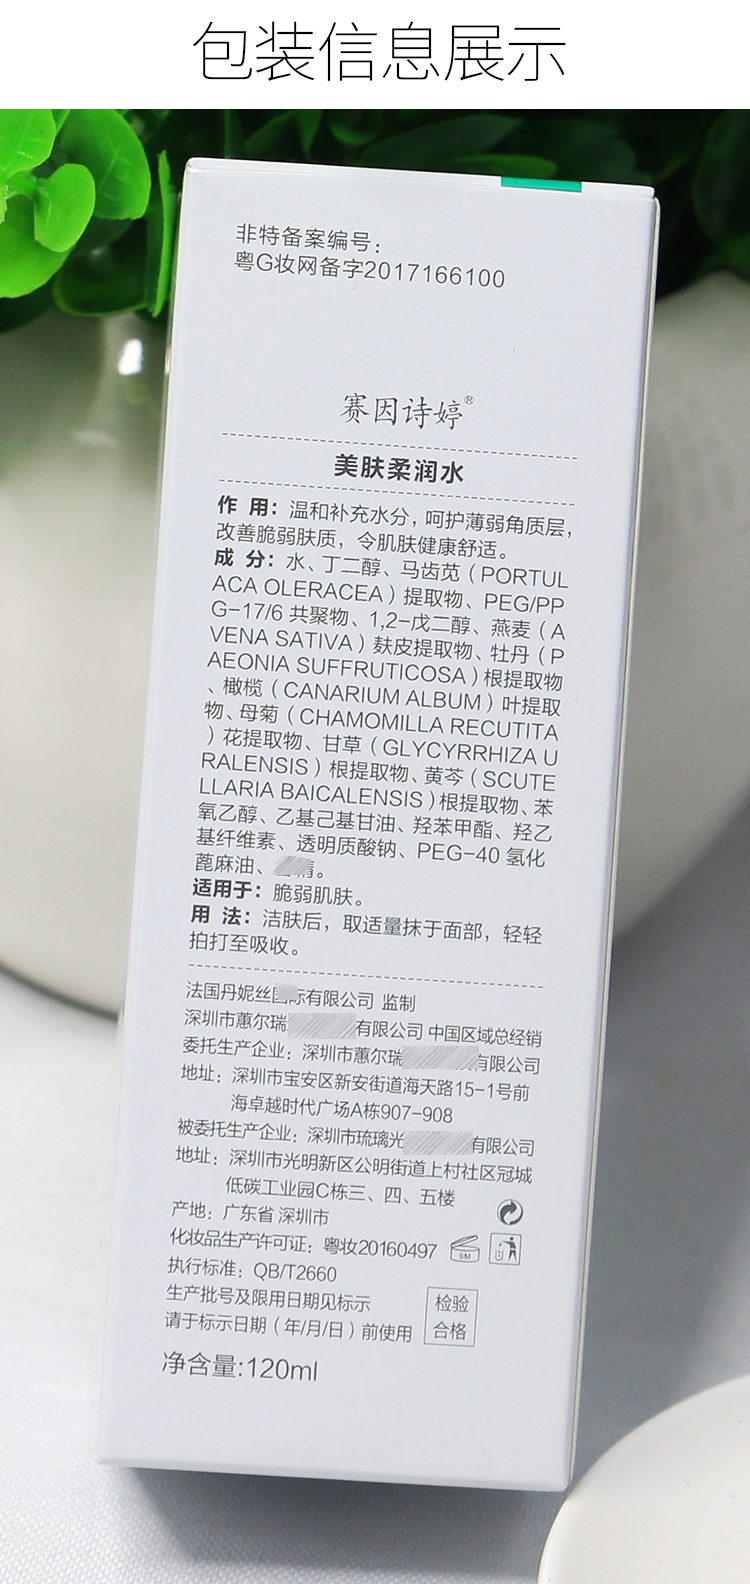 包装信息展示
非特备案编号：
粤G妆网备字2017166100
赛因诗婷®
美肤柔润水
作 用：温和补充水分，呵护薄弱角质层，
改善脆弱肤质，令肌肤健康舒适。
成 分：水、丁二醇、马齿苋（PORTUL
ACA OLERACEA）提取物、PEG/PP
G-17/6 共聚物、1,2-戊二醇、燕麦（A
VENA SATIVA）麸皮提取物、牡丹（P
AEONIA SUFFRUTICOSA）根提取物
、橄榄（CANARIUM ALBUM）叶提取
物、母菊（CHAMOMILLA RECUTITA
）花提取物、甘草（GLYCYRRHIZA U
RALENSIS）根提取物、黄芩（SCUTE
LLARIA BAICALENSIS）根提取物、苯
氧乙醇、乙基己基甘油、羟苯甲酯、羟乙
基纤维素、透明质酸钠、PEG-40 氢化
蓖麻油、
适用于：脆弱肌肤。
用 法：洁肤后，取适量抹于面部，轻轻
拍打至吸收。
法国丹妮丝国际有限公司 监制
深圳市蕙尔瑞 有限公司 中国区域总经销
委托生产企业：深圳市蕙尔瑞 有限公司
地址：深圳市宝安区新安街道海天路15-1号前
海卓越时代广场A栋907-908
被委托生产企业：深圳市琉璃光 有限公司
地址：深圳市光明新区公明街道上村社区冠城
低碳工业园C栋三、四、五楼
产地：广东省 深圳市
化妆品生产许可证：粤妆20160497
6M
执行标准：QB/T2660
生产批号及限用日期见标示
请于标示日期（年/月/日）前使用
检验
合格
净含量:120ml